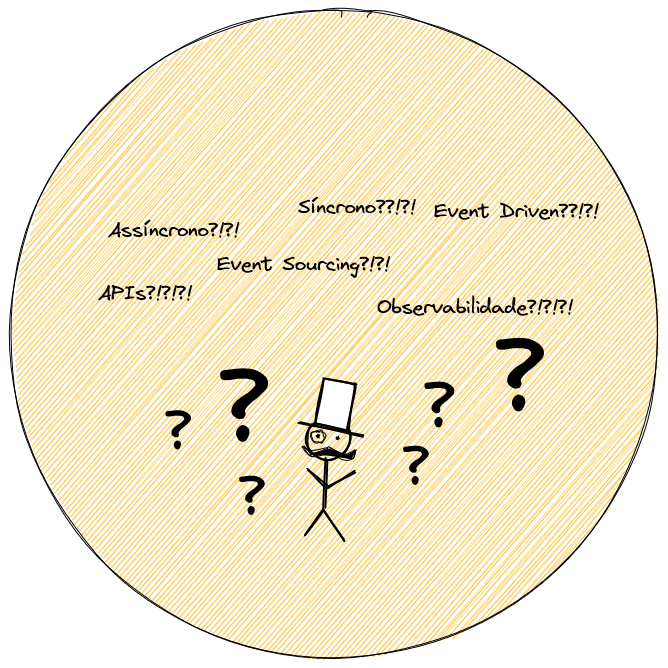 Síncrono??!?!
Event Driven??!?!
Assíncrono?!?!
Event Sourcing?!?!
APIs?!?!?!
Observabilidade?!?!?!
?
?
?
?
?
?